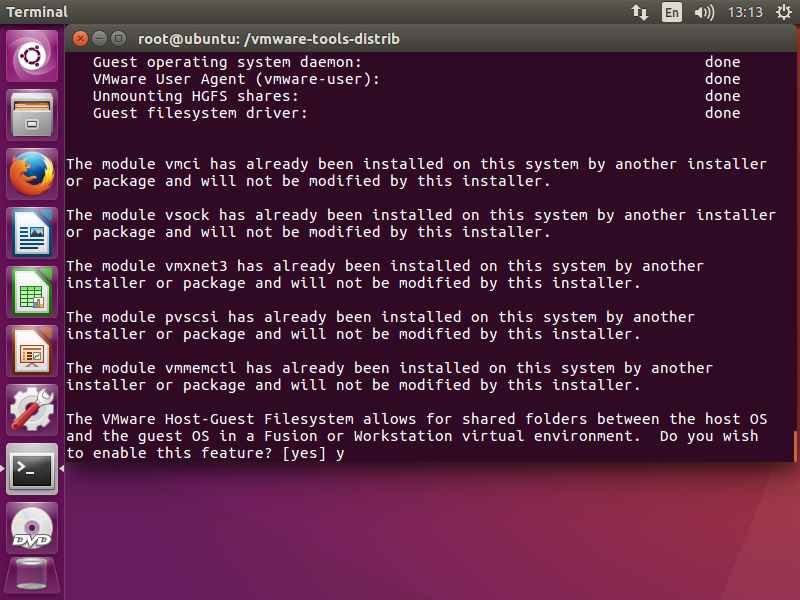 Terminal
En
13:13
root@ubuntu: /vmware-tools-distrib
Guest operating system daemon: done
VMware User Agent (vmware-user): done
Unmounting HGFS shares: done
Guest filesystem driver: done
The module vmci has already been installed on this system by another installer
or package and will not be modified by this installer.
The module vsock has already been installed on this system by another installer
or package and will not be modified by this installer.
The module vmxnet3 has already been installed on this system by another
installer or package and will not be modified by this installer.
The module pvscsi has already been installed on this system by another
installer or package and will not be modified by this installer.
The module vmmemctl has already been installed on this system by another
installer or package and will not be modified by this installer.
The VMware Host-Guest Filesystem allows for shared folders between the host OS
and the guest OS in a Fusion or Workstation virtual environment.  Do you wish
to enable this feature? [yes] y
>_
DVD